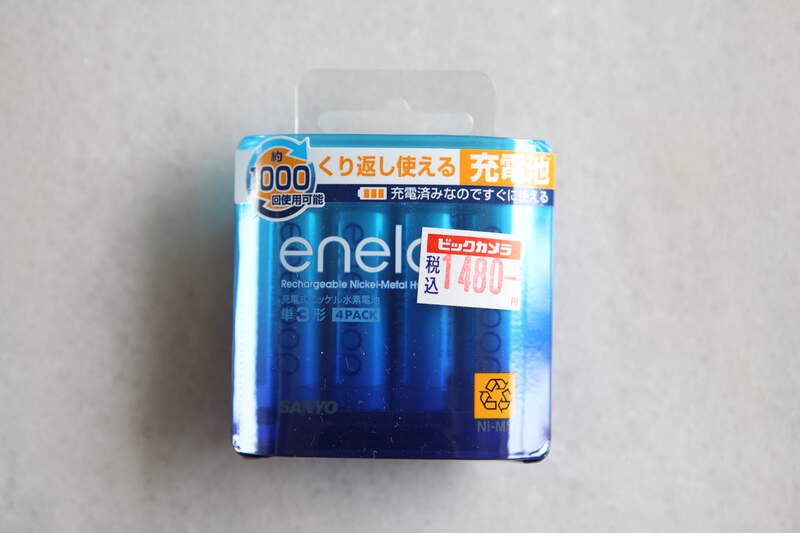 約
1000
回使用可能
くり返し使える
充電池
充電済みなのですぐに使える
enelo
Rechargeable Nickel-Metal
充電式ニッケル水素電池
単3形
4PACK
ビックカメラ
税込
1480
円
SANYO
Ni-M